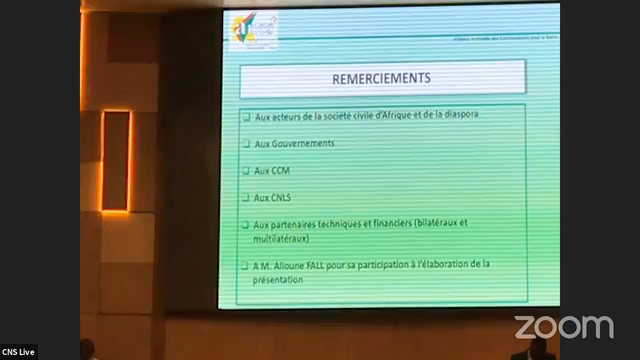 REMERCIEMENTS
Aux acteurs de la société civile d'Afrique et de la diaspora
Aux Gouvernements
Aux CCM
Aux CNLS
Aux partenaires techniques et financiers (bilatéraux et
multilatéraux)
A M. Alioune FALL pour sa participation à l'élaboration de la
présentation
zoom
CNS Live